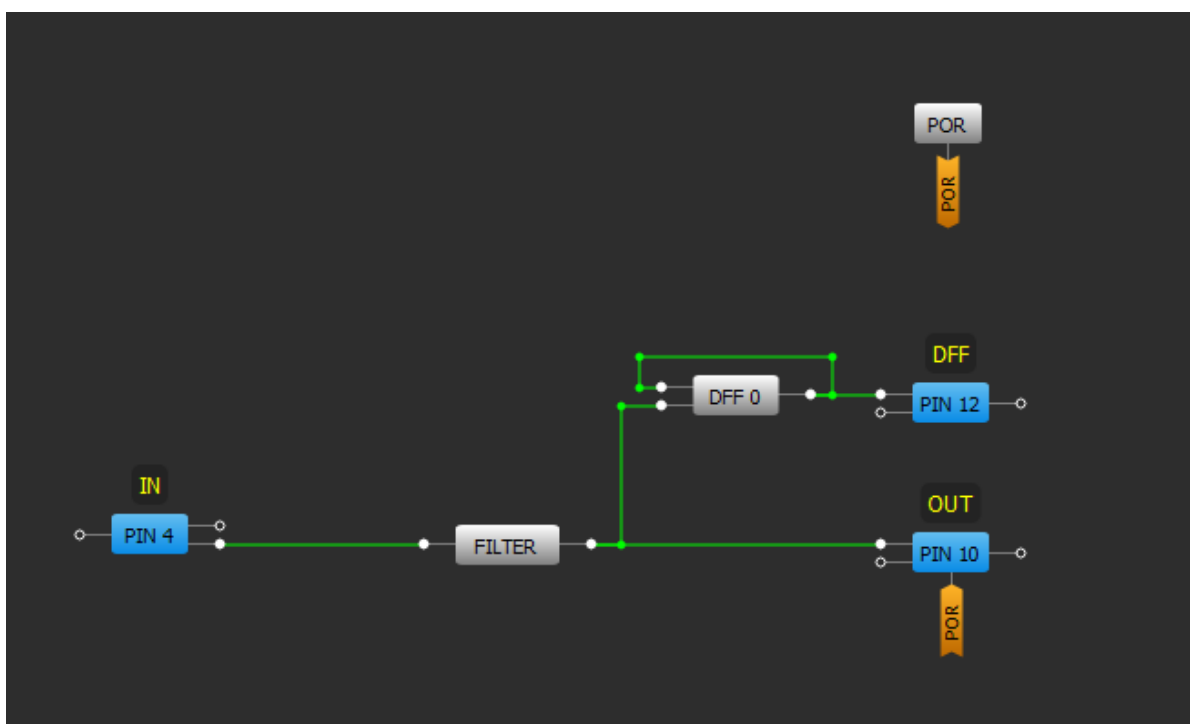 POR
POR
DFF
DFF 0
PIN 12
IN
PIN 4
OUT
FILTER
PIN 10
POR